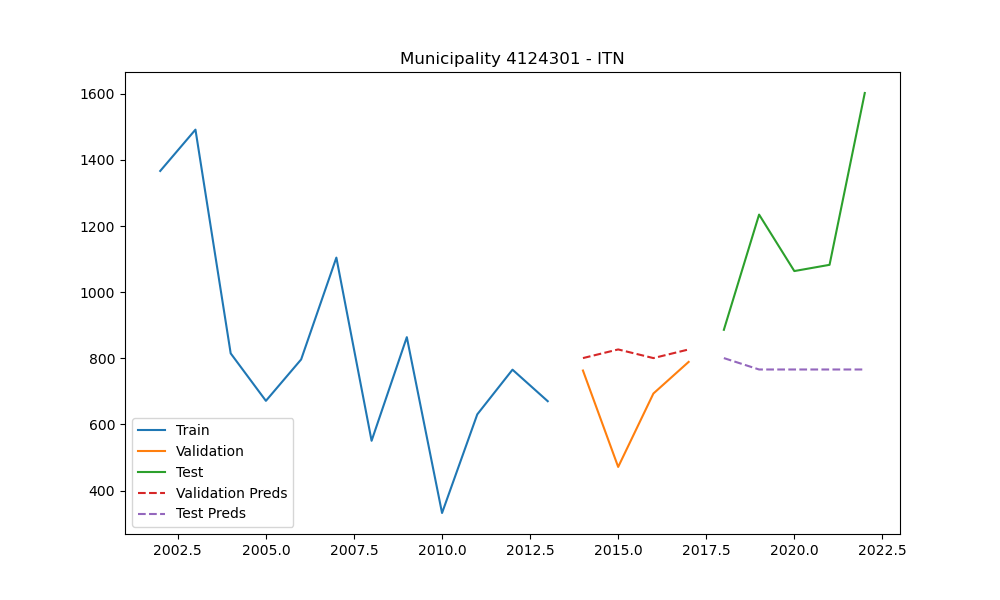 Municipality 4124301 - ITN
1600
1400
1200
1000
800
600
400
Train
Validation
Test
Validation Preds
Test Preds
2002.5 2005.0 2007.5 2010.0 2012.5 2015.0 2017.5 2020.0 2022.5